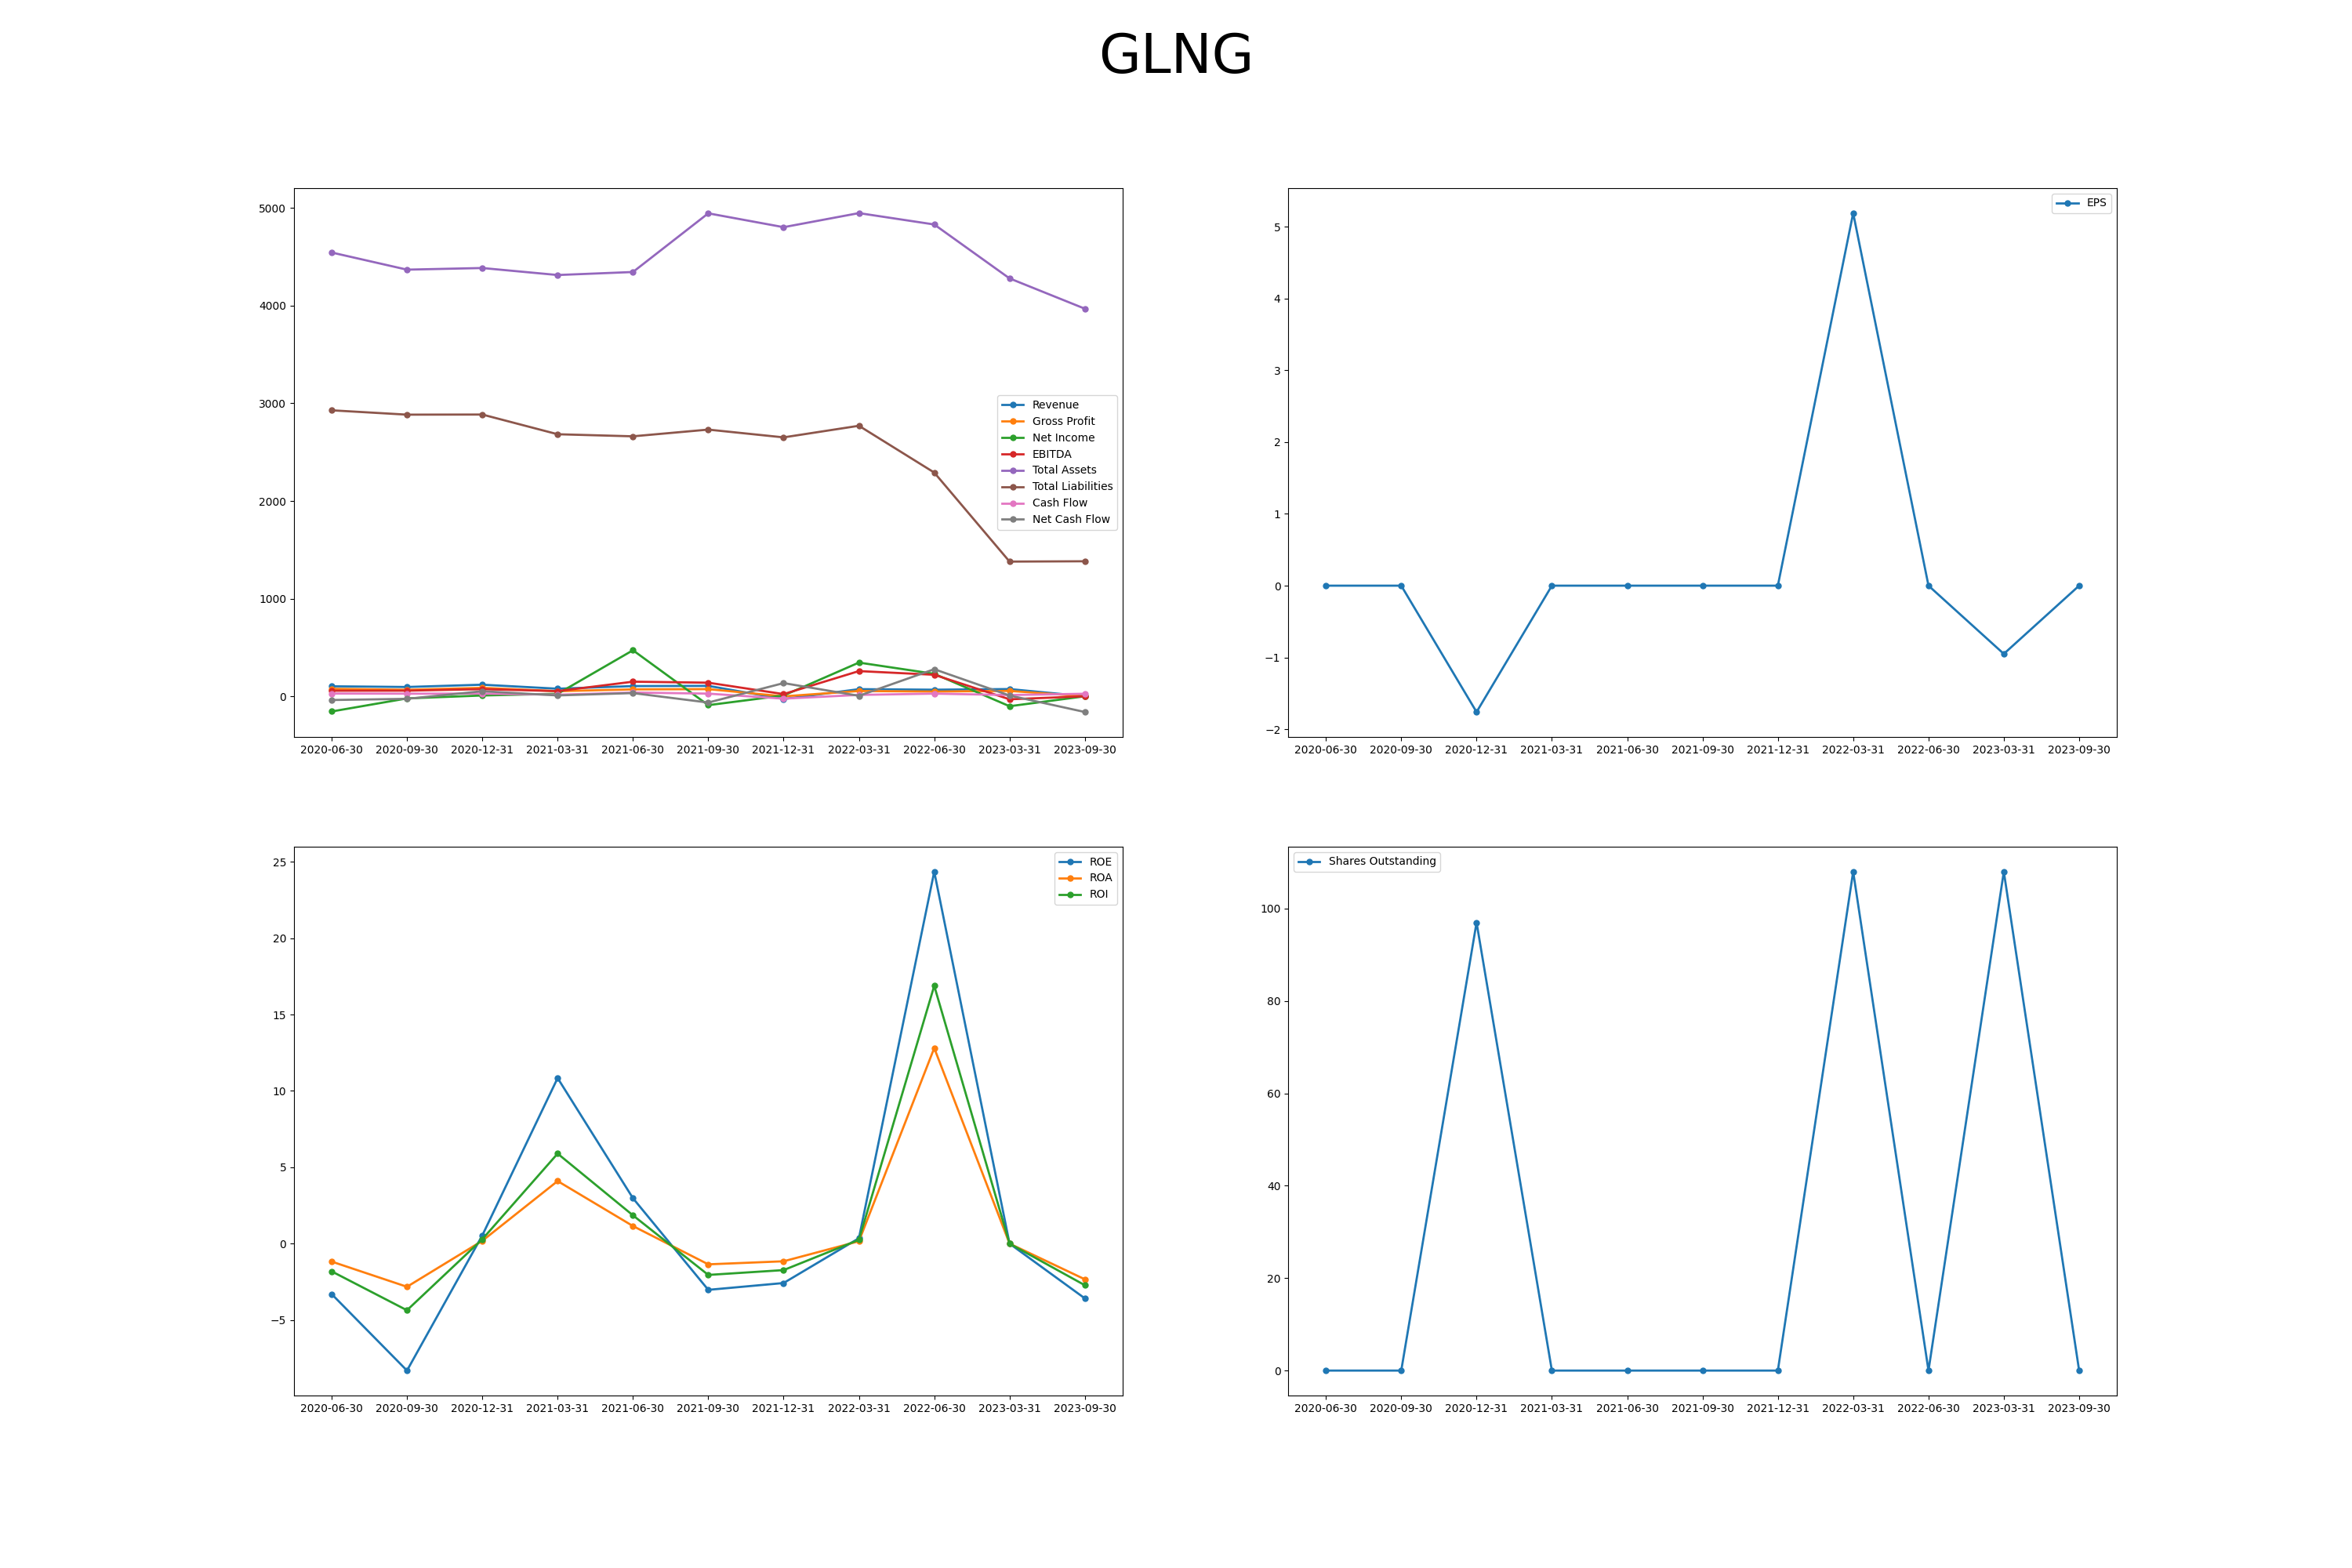 GLNG
5000
4000
3000
2000
1000
0
Revenue
Gross Profit
Net Income
EBITDA
Total Assets
Total Liabilities
Cash Flow
Net Cash Flow
2020-06-30 2020-09-30 2020-12-31 2021-03-31 2021-06-30 2021-09-30 2021-12-31 2022-03-31 2022-06-30 2023-03-31 2023-09-30
EPS
5
4
3
2
1
0
−1
−2
2020-06-30 2020-09-30 2020-12-31 2021-03-31 2021-06-30 2021-09-30 2021-12-31 2022-03-31 2022-06-30 2023-03-31 2023-09-30
25
20
15
10
5
0
−5
ROE
ROA
ROI
2020-06-30 2020-09-30 2020-12-31 2021-03-31 2021-06-30 2021-09-30 2021-12-31 2022-03-31 2022-06-30 2023-03-31 2023-09-30
Shares Outstanding
100
80
60
40
20
0
2020-06-30 2020-09-30 2020-12-31 2021-03-31 2021-06-30 2021-09-30 2021-12-31 2022-03-31 2022-06-30 2023-03-31 2023-09-30